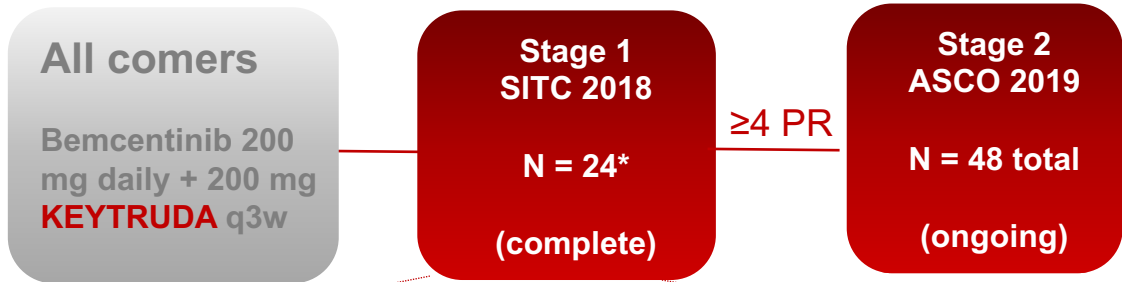 All comers
Bemcentinib 200
mg daily + 200 mg
KEYTRUDA q3w
Stage 1
SITC 2018
N = 24*
(complete)
≥4 PR
Stage 2
ASCO 2019
N = 48 total
(ongoing)